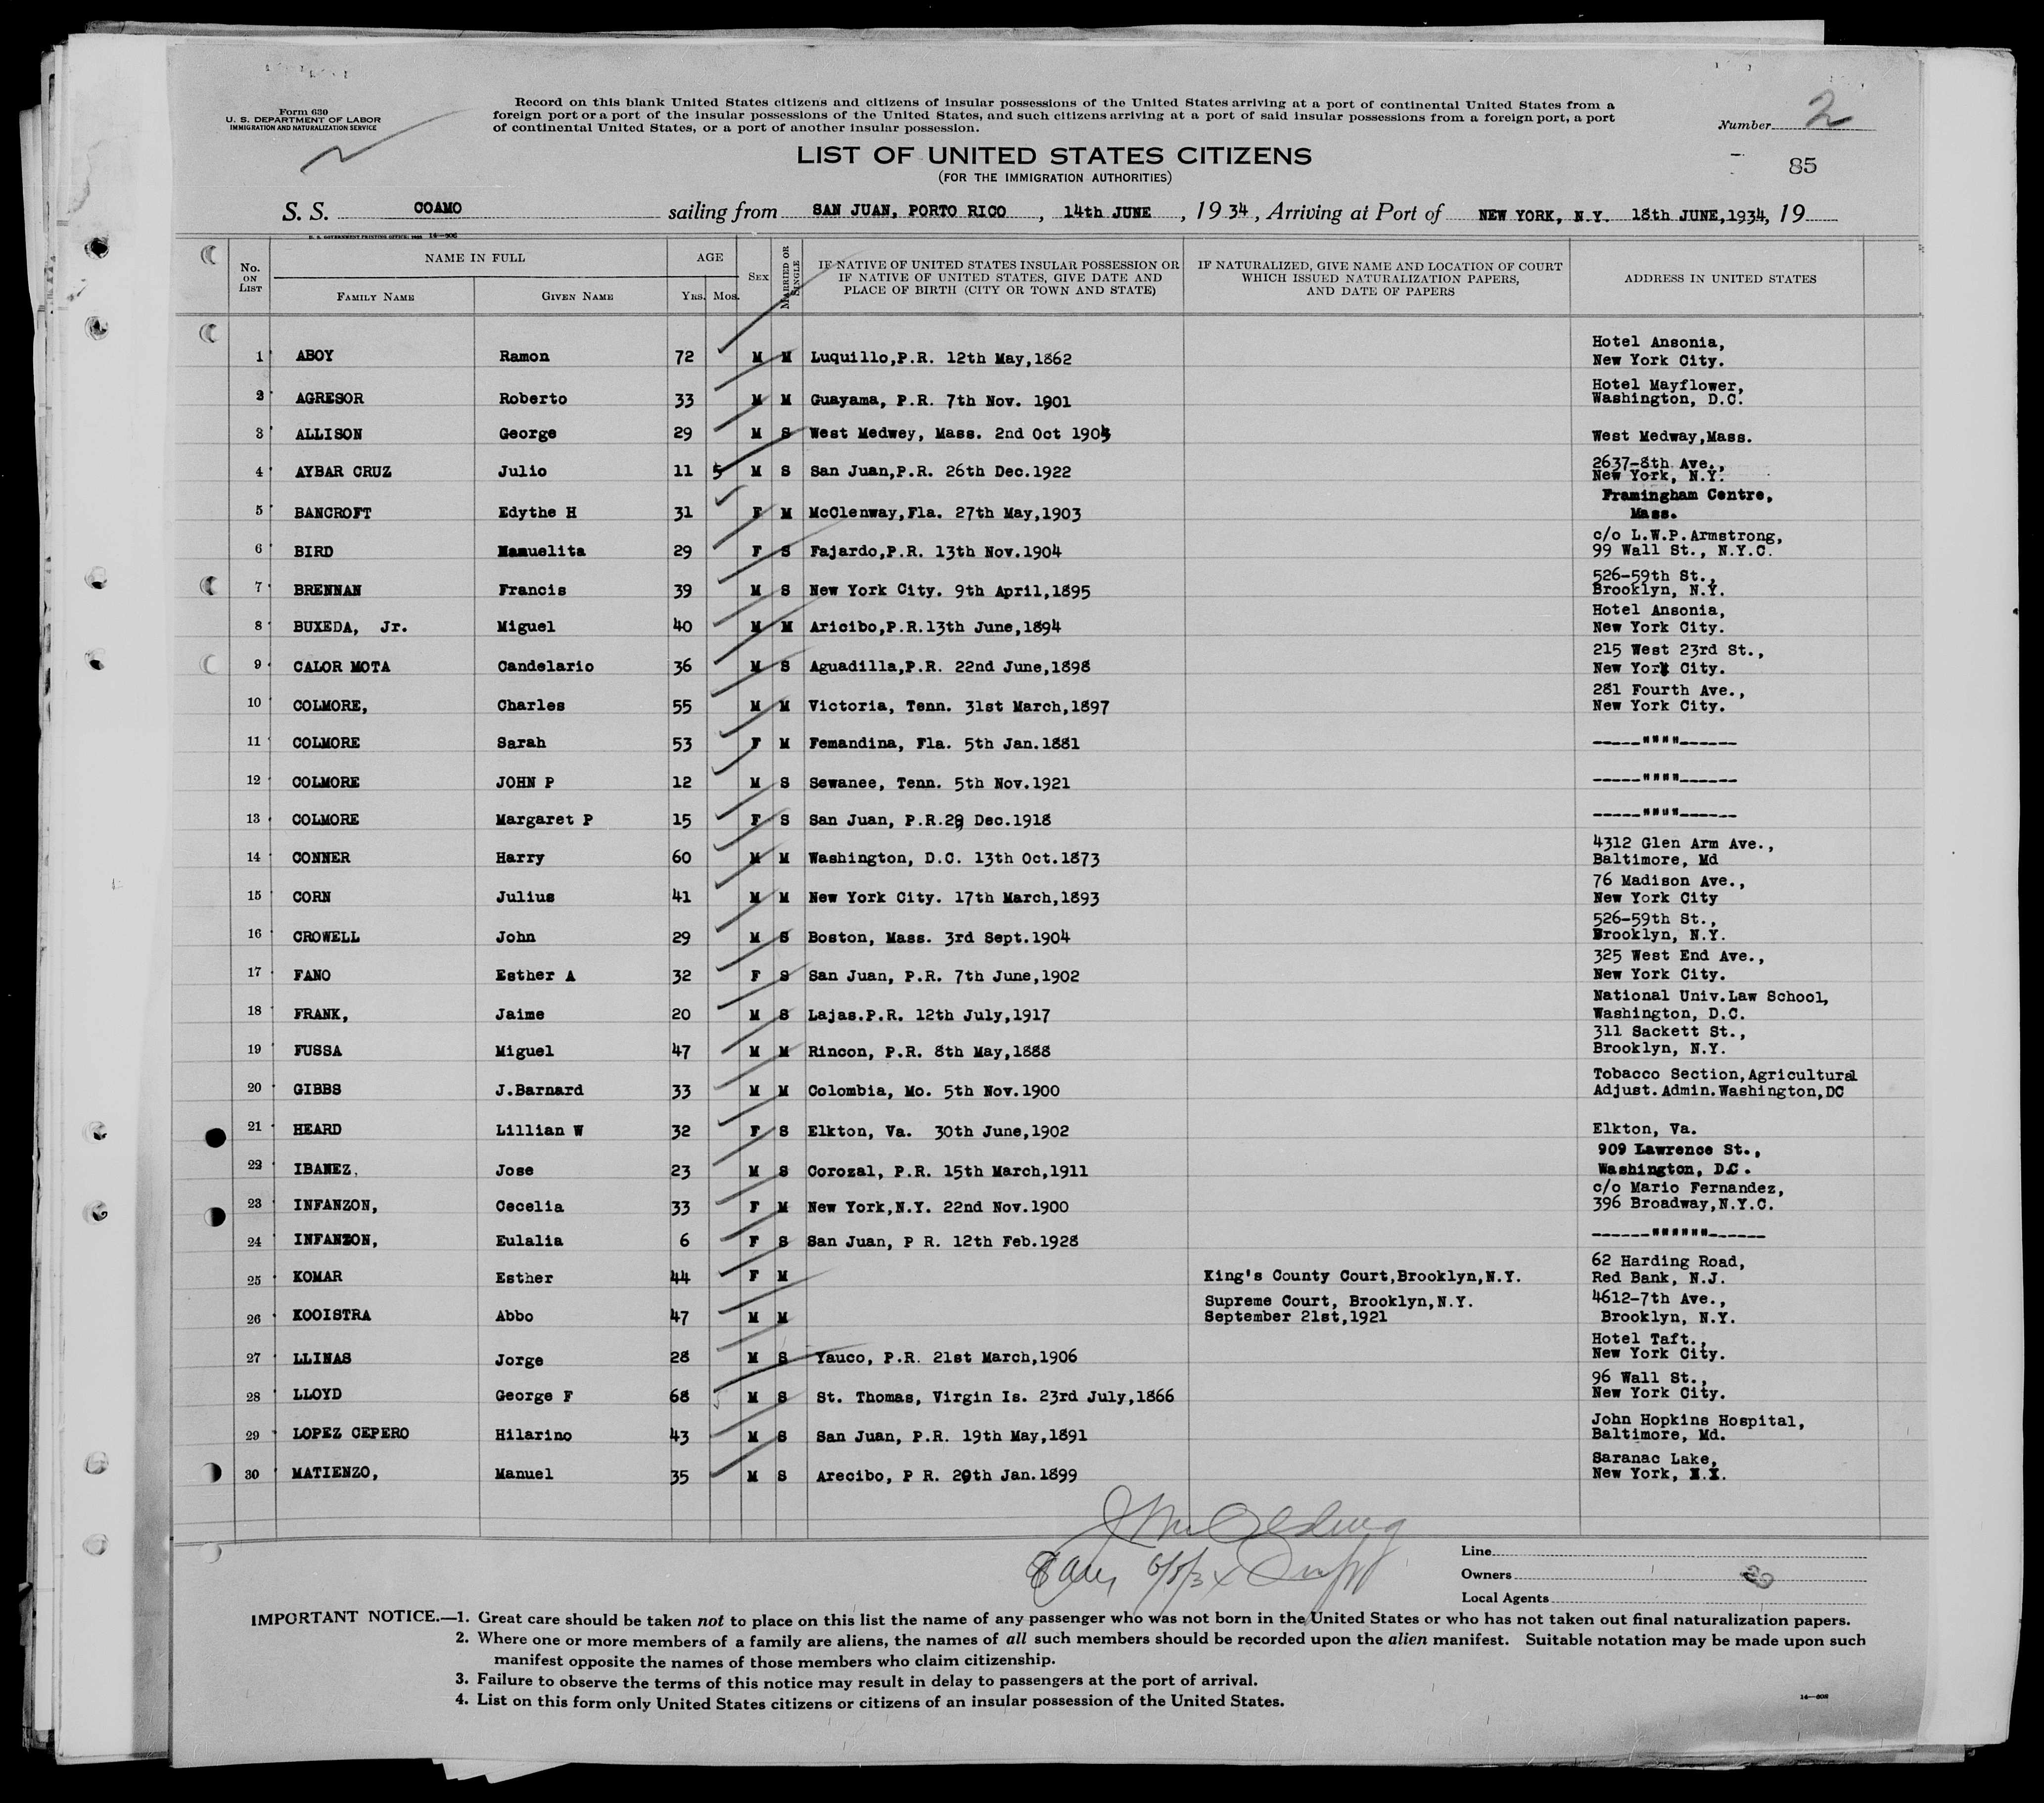 Form 630
U. S. DEPARTMENT OF LABOR
IMMIGRATION AND NATURALIZATION SERVICE
Record on this blank United States citizens and citizens of insular possessions of the United States arriving at a port of continental United States from a
foreign port or a port of the insular possessions of the United States, and such citizens arriving at a port of said insular possessions from a foreign port, a port
of continental United States, or a port of another insular possession.
Number 2
85
LIST OF UNITED STATES CITIZENS
(FOR THE IMMIGRATION AUTHORITIES)
S. S. COAMO sailing from SAN JUAN, PORTO RICO, 14th JUNE, 1934, Arriving at Port of NEW YORK, N.Y. 18th JUNE,1934, 19
U. S. GOVERNMENT PRINTING OFFICE: 14—508
No. ON LIST
NAME IN FULL
FAMILY NAME GIVEN NAME
AGE
YRS. MOS.
SEX
MARRIED OR SINGLE
IF NATIVE OF UNITED STATES INSULAR POSSESSION OR
IF NATIVE OF UNITED STATES, GIVE DATE AND
PLACE OF BIRTH (CITY OR TOWN AND STATE)
IF NATURALIZED, GIVE NAME AND LOCATION OF COURT
WHICH ISSUED NATURALIZATION PAPERS,
AND DATE OF PAPERS
ADDRESS IN UNITED STATES
1 ABOY Ramon 72 M M Luquillo,P.R. 12th May,1862 Hotel Ansonia,
New York City.
2 AGRESOR Roberto 33 M M Guayama, P.R. 7th Nov. 1901 Hotel Mayflower,
Washington, D.C.
3 ALLISON George 29 M S West Medwey, Mass. 2nd Oct 1904 West Medway,Mass.
4 AYBAR CRUZ Julio 11 5 M S San Juan,P.R. 26th Dec.1922 2637-8th Ave.,
New York, N.Y.
5 BANCROFT Edythe H 31 F M McClenway,Fla. 27th May,1903 Framingham Centre,
Mass.
6 BIRD Manuelita 29 F S Fajardo,P.R. 13th Nov.1904 c/o L.W.P.Armstrong,
99 Wall St., N.Y.C.
7 BRENNAN Francis 39 M S New York City. 9th April,1895 526-59th St.,
Brooklyn, N.Y.
8 BUXEDA, Jr. Miguel 40 M M Aricibo,P.R.13th June,1894 Hotel Ansonia,
New York City.
9 CALOR MOTA Candelario 36 M S Aguadilla,P.R. 22nd June,1898 215 West 23rd St.,
New York City.
10 COLMORE, Charles 55 M M Victoria, Tenn. 31st March,1897 281 Fourth Ave.,
New York City.
11 COLMORE Sarah 53 F M Femandina, Fla. 5th Jan.1881 -----""""------
12 COLMORE JOHN P 12 M S Sewanee, Tenn. 5th Nov.1921 -----""""------
13 COLMORE Margaret P 15 F S San Juan, P.R.29 Dec.1918 -----""""------
14 CONNER Harry 60 M M Washington, D.C. 13th Oct.1873 4312 Glen Arm Ave.,
Baltimore, Md
15 CORN Julius 41 M M New York City. 17th March,1893 76 Madison Ave.,
New York City
16 CROWELL John 29 M S Boston, Mass. 3rd Sept.1904 526-59th St.,
Brooklyn, N.Y.
17 FANO Esther A 32 F S San Juan, P.R. 7th June,1902 325 West End Ave.,
New York City.
18 FRANK, Jaime 20 M S Lajas.P.R. 12th July,1917 National Univ.Law School,
Washington, D.C.
19 FUSSA Miguel 47 M M Rincon, P.R. 8th May,1888 311 Sackett St.,
Brooklyn, N.Y.
20 GIBBS J.Barnard 33 M M Colombia, Mo. 5th Nov.1900 Tobacco Section,Agricultural
Adjust.Admin.Washington,DC
21 HEARD Lillian W 32 F S Elkton, Va. 30th June,1902 Elkton, Va.
22 IBANEZ, Jose 23 M S Corozal, P.R. 15th March,1911 909 Lawrence St.,
Washington, D.C.
23 INFANZON, Cecelia 33 F M New York,N.Y. 22nd Nov.1900 c/o Mario Fernandez,
396 Broadway,N.Y.C.
24 INFANZON, Eulalia 6 F S San Juan, P R. 12th Feb.1928 ------""""""------
25 KOMAR Esther 44 F M King's County Court,Brooklyn,N.Y. 62 Harding Road,
Red Bank, N.J.
26 KOOISTRA Abbo 47 M M Supreme Court, Brooklyn,N.Y. 4612-7th Ave.,
September 21st,1921 Brooklyn, N.Y.
27 LLINAS Jorge 28 M S Yauco, P.R. 21st March,1906 Hotel Taft.,
New York City.
28 LLOYD George F 68 M S St. Thomas, Virgin Is. 23rd July,1866 96 Wall St.,
New York City.
29 LOPEZ CEPERO Hilarino 43 M S San Juan, P.R. 19th May,1891 John Hopkins Hospital,
Baltimore, Md.
30 MATIENZO, Manuel 35 M S Arecibo, P R. 29th Jan.1899 Saranac Lake,
New York,
Line
Owners
Local Agents
IMPORTANT NOTICE.—1. Great care should be taken not to place on this list the name of any passenger who was not born in the United States or who has not taken out final naturalization papers.
2. Where one or more members of a family are aliens, the names of all such members should be recorded upon the alien manifest. Suitable notation may be made upon such
manifest opposite the names of those members who claim citizenship.
3. Failure to observe the terms of this notice may result in delay to passengers at the port of arrival.
4. List on this form only United States citizens or citizens of an insular possession of the United States.
14—508